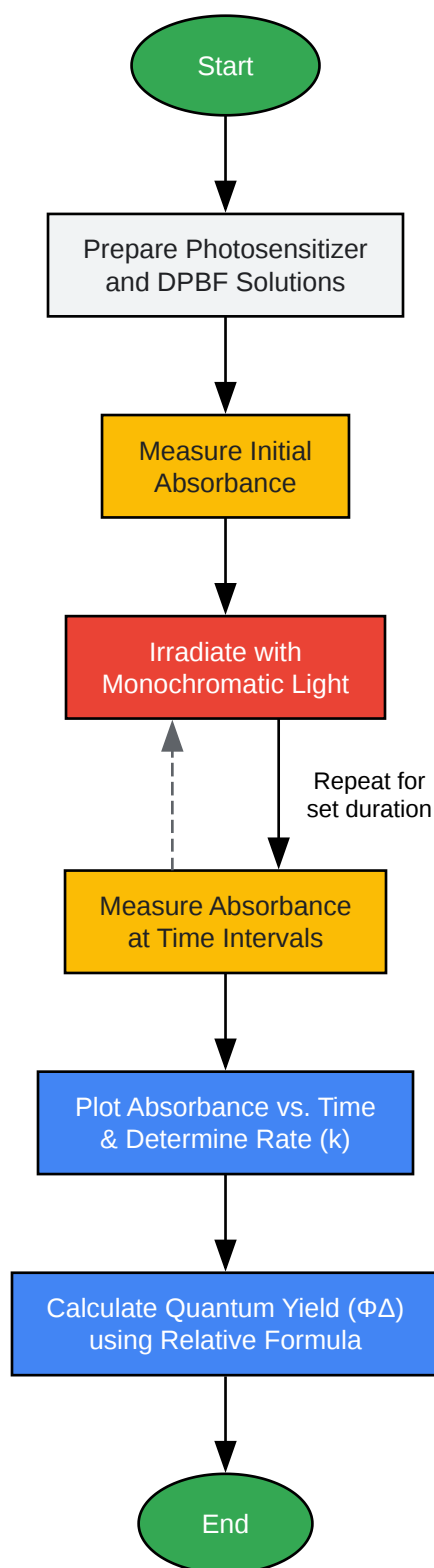 Start
Prepare Photosensitizer
and DPBF Solutions
Measure Initial
Absorbance
Irradiate with
Monochromatic Light
Repeat for
set duration
Measure Absorbance
at Time Intervals
Plot Absorbance vs. Time
& Determine Rate (k)
Calculate Quantum Yield (ΦΔ)
using Relative Formula
End